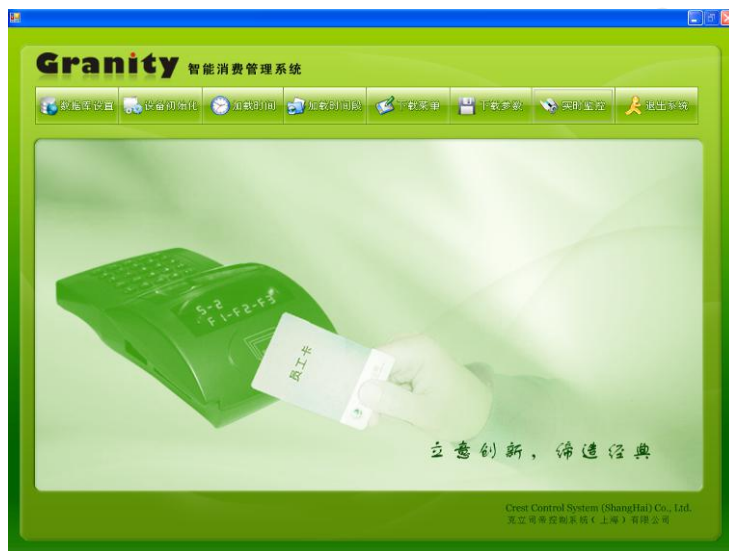 Granity 智能消费管理系统
数据库设置 设备初始化 加载时间 加载时间段 下载菜单 下载参数 实时监控 退出系统
S-2
F1-F2-F3
员工卡
立意创新，缔造经典
Crest Control System (ShangHai) Co., Ltd.
克立司帝控制系统(上海)有限公司